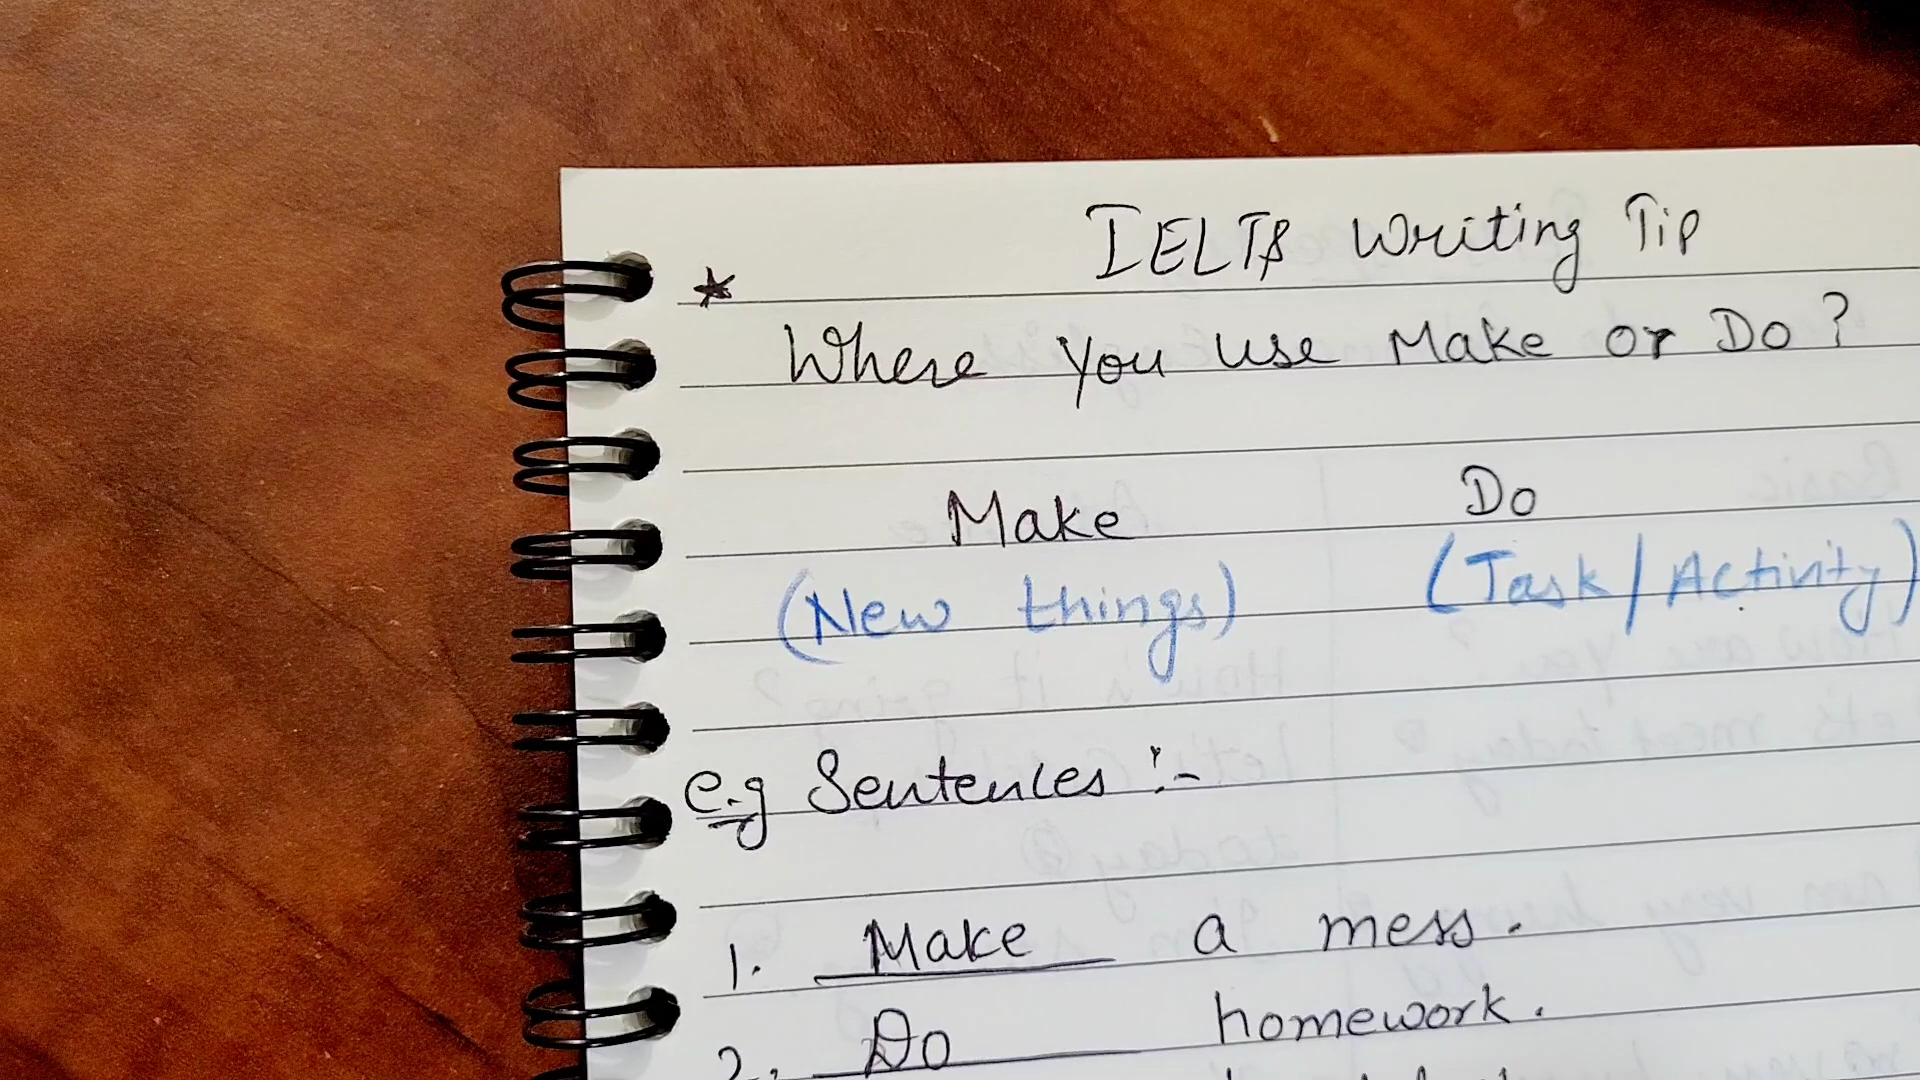 IELTS Writing Tip
* Where you use Make or Do?
Make Do
(New things) (Task/Activity)
e.g Sentences :-
1. Make a mess.
2. Do homework.